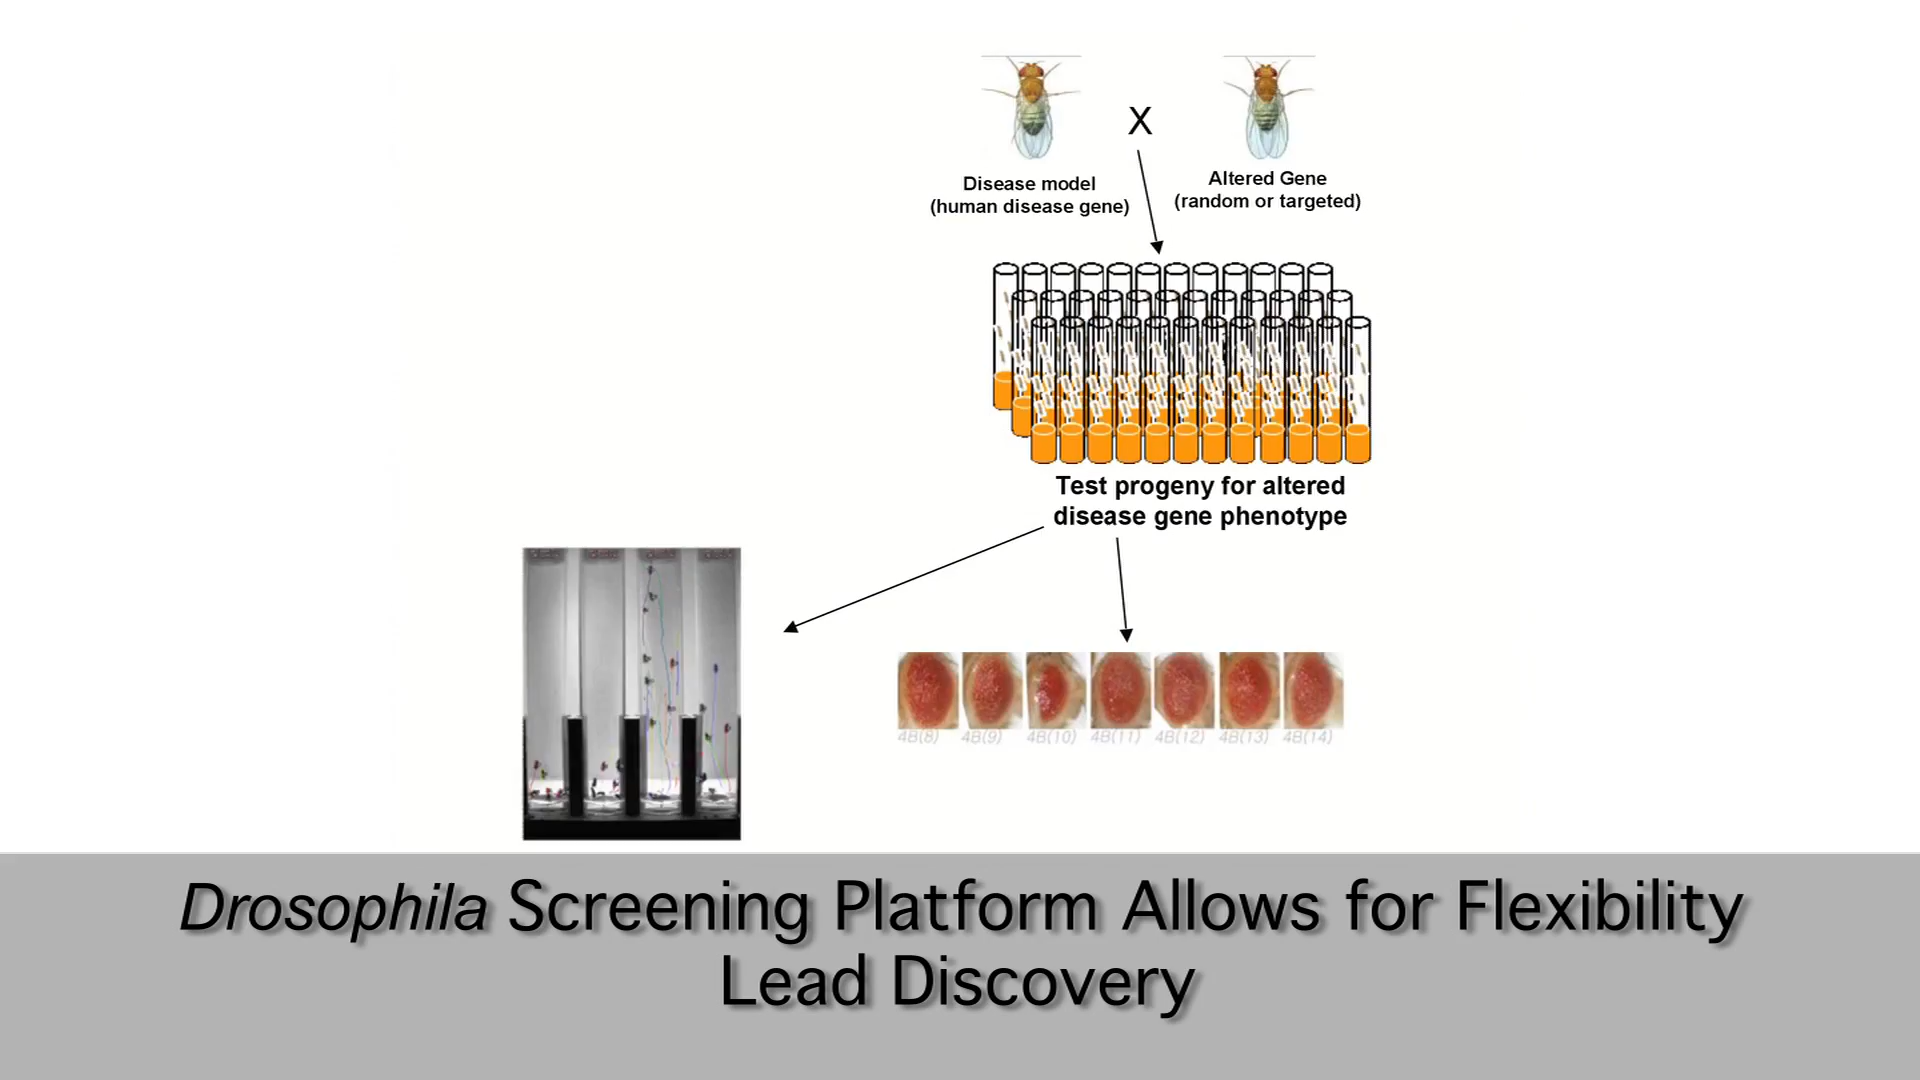 X
Disease model
(human disease gene)
Altered Gene
(random or targeted)
Test progeny for altered
disease gene phenotype
4B(8) 4B(9) 4B(10) 4B(11) 4B(12) 4B(13) 4B(14)
Drosophila Screening Platform Allows for Flexibility
Lead Discovery